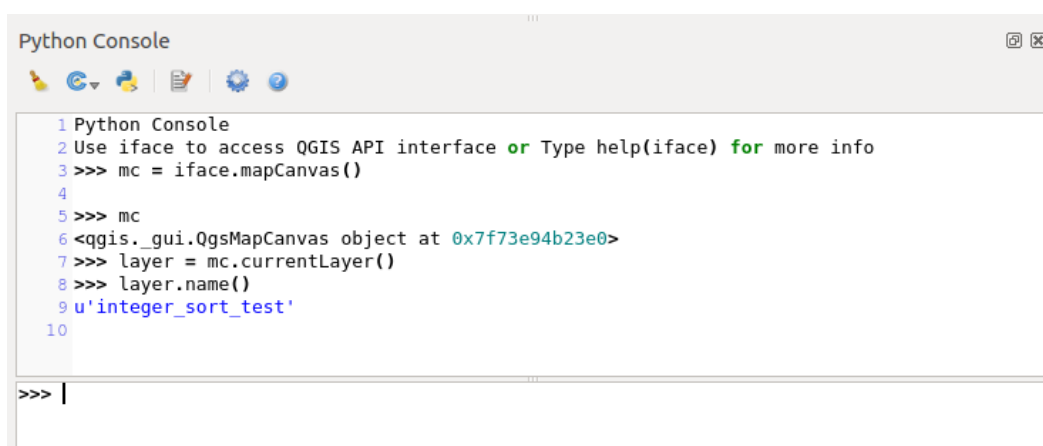 Python Console
1 Python Console
2 Use iface to access QGIS API interface or Type help(iface) for more info
3 >>> mc = iface.mapCanvas()
4
5 >>> mc
6 <qgis._gui.QgsMapCanvas object at 0x7f73e94b23e0>
7 >>> layer = mc.currentLayer()
8 >>> layer.name()
9 u'integer_sort_test'
10
>>>